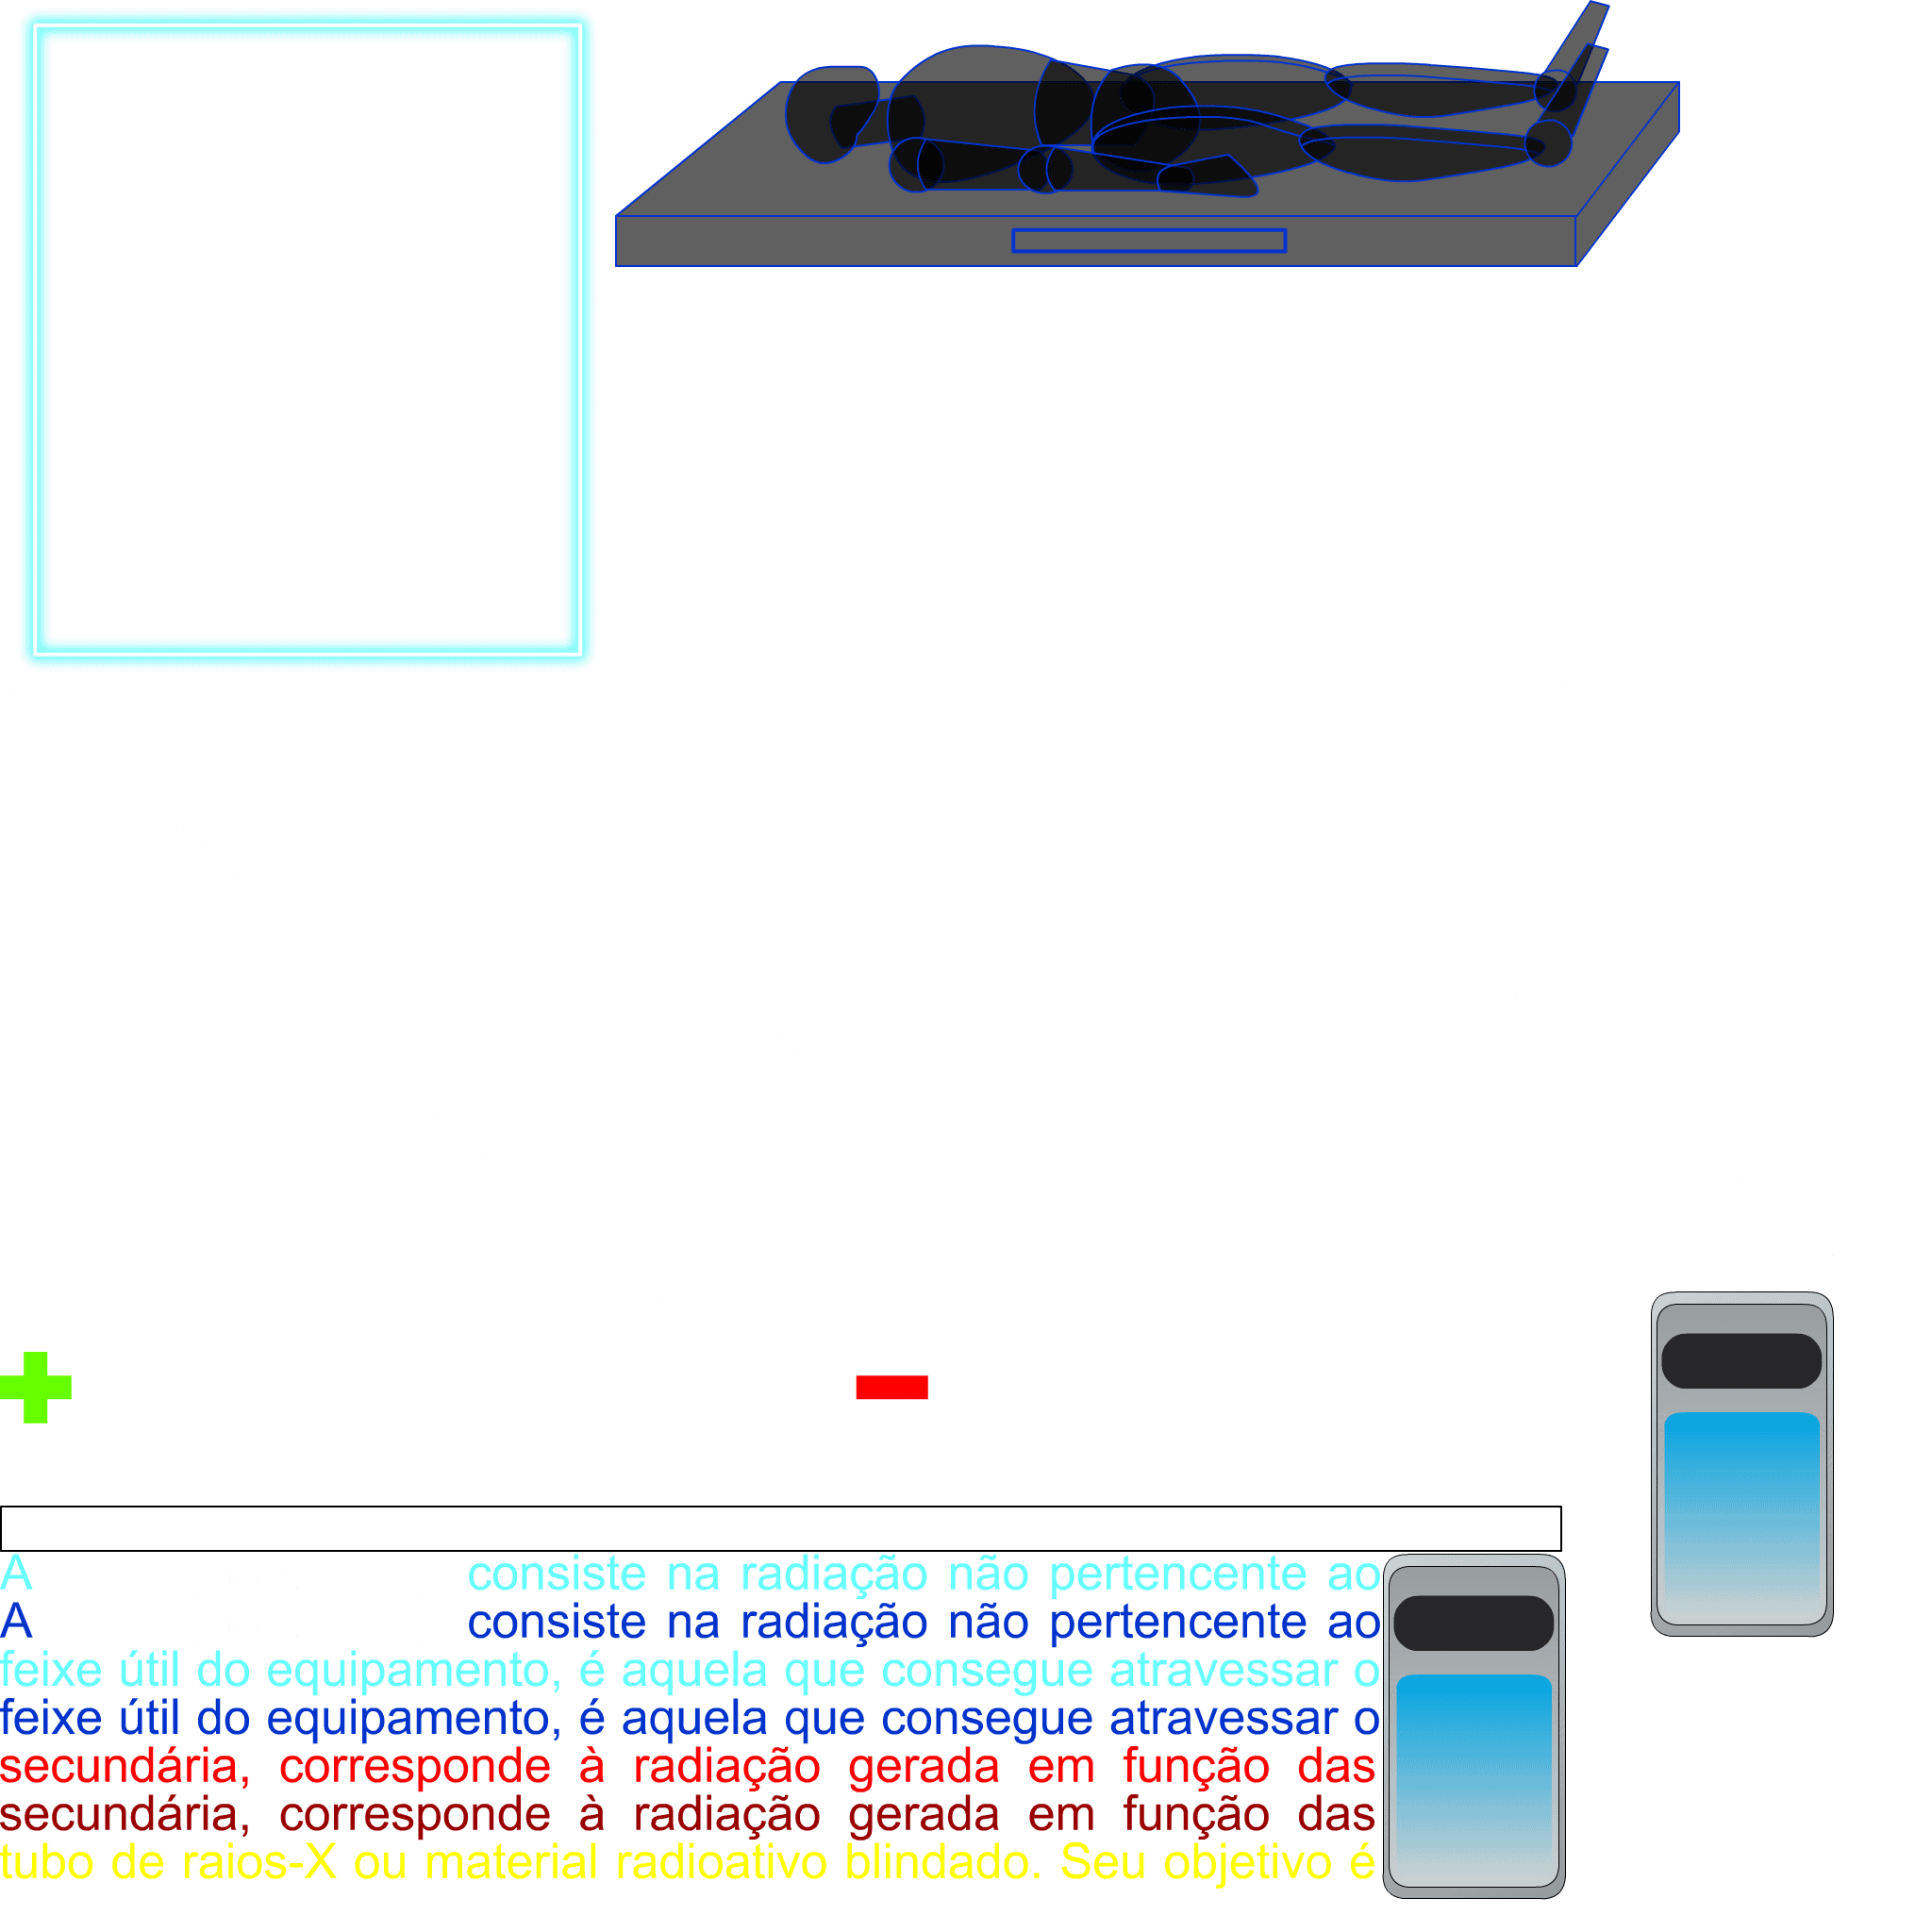 A consiste na radiação não pertencente ao
A consiste na radiação não pertencente ao
feixe útil do equipamento, é aquela que consegue atravessar o
feixe útil do equipamento, é aquela que consegue atravessar o
secundária, corresponde à radiação gerada em função das
secundária, corresponde à radiação gerada em função das
tubo de raios-X ou material radioativo blindado. Seu objetivo é